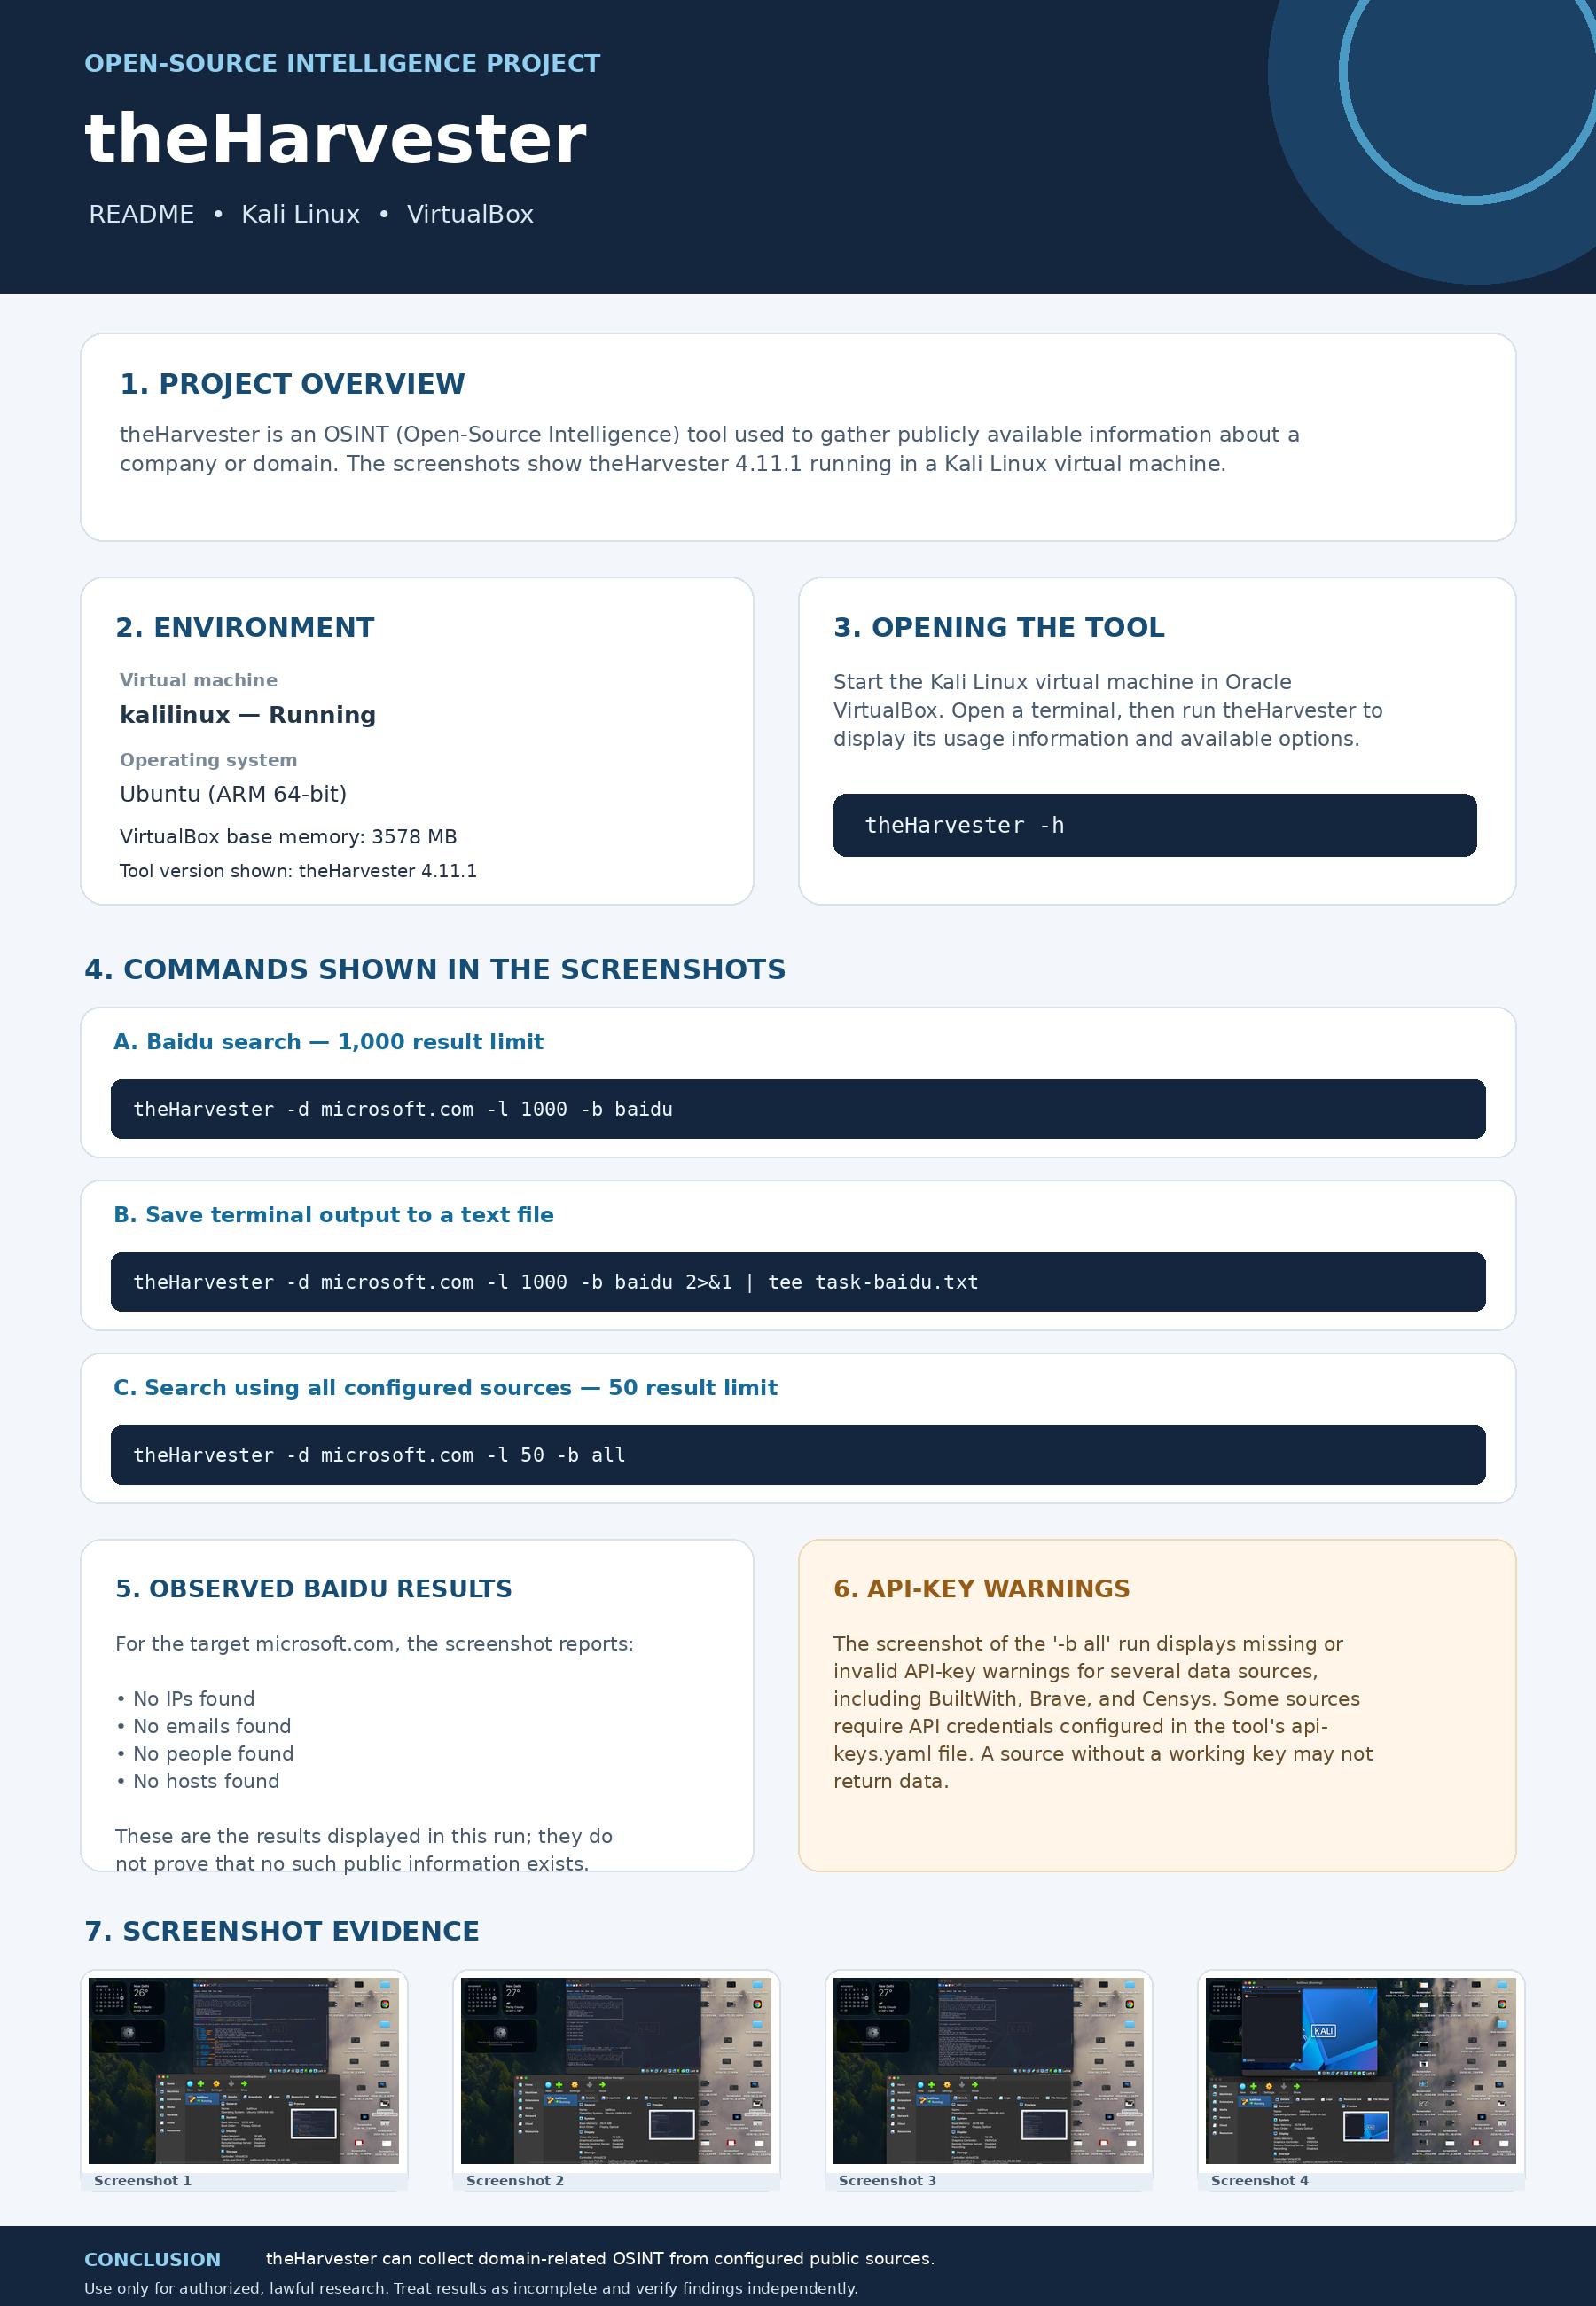 OPEN-SOURCE INTELLIGENCE PROJECT
theHarvester
README • Kali Linux • VirtualBox
1. PROJECT OVERVIEW
theHarvester is an OSINT (Open-Source Intelligence) tool used to gather publicly available information about a
company or domain. The screenshots show theHarvester 4.11.1 running in a Kali Linux virtual machine.
2. ENVIRONMENT
Virtual machine
kalilinux — Running
Operating system
Ubuntu (ARM 64-bit)
VirtualBox base memory: 3578 MB
Tool version shown: theHarvester 4.11.1
3. OPENING THE TOOL
Start the Kali Linux virtual machine in Oracle
VirtualBox. Open a terminal, then run theHarvester to
display its usage information and available options.
theHarvester -h
4. COMMANDS SHOWN IN THE SCREENSHOTS
A. Baidu search — 1,000 result limit
theHarvester -d microsoft.com -l 1000 -b baidu
B. Save terminal output to a text file
theHarvester -d microsoft.com -l 1000 -b baidu 2>&1 | tee task-baidu.txt
C. Search using all configured sources — 50 result limit
theHarvester -d microsoft.com -l 50 -b all
5. OBSERVED BAIDU RESULTS
For the target microsoft.com, the screenshot reports:
• No IPs found
• No emails found
• No people found
• No hosts found
These are the results displayed in this run; they do
not prove that no such public information exists.
6. API-KEY WARNINGS
The screenshot of the '-b all' run displays missing or
invalid API-key warnings for several data sources,
including BuiltWith, Brave, and Censys. Some sources
require API credentials configured in the tool's api-
keys.yaml file. A source without a working key may not
return data.
7. SCREENSHOT EVIDENCE
26°
27°
27°
KALI
Screenshot 1
Screenshot 2
Screenshot 3
Screenshot 4
CONCLUSION theHarvester can collect domain-related OSINT from configured public sources.
Use only for authorized, lawful research. Treat results as incomplete and verify findings independently.